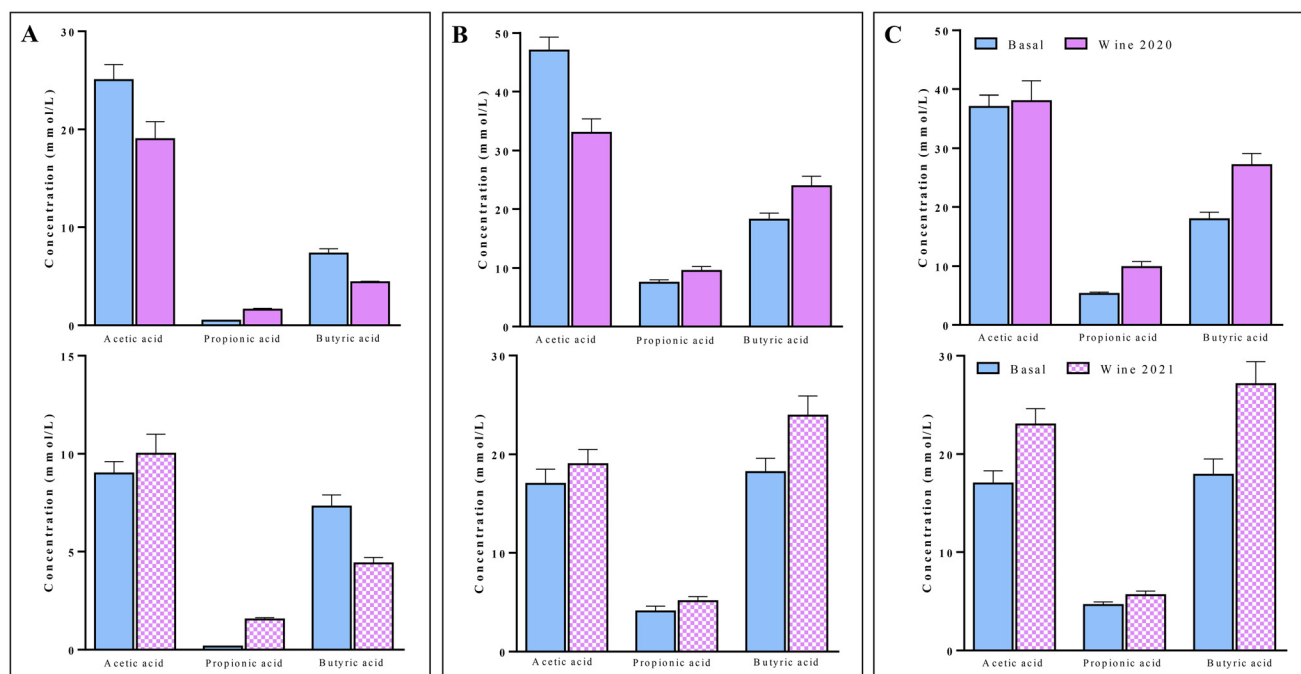 A
Concentration (mmol/L)
30
20
10
0
Acetic acid Propionic acid Butyric acid
Concentration (mmol/L)
15
10
5
0
Acetic acid Propionic acid Butyric acid
B
Concentration (mmol/L)
50
40
30
20
10
0
Acetic acid Propionic acid Butyric acid
Concentration (mmol/L)
30
20
10
0
Acetic acid Propionic acid Butyric acid
C
Basal Wine 2020
Concentration (mmol/L)
50
40
30
20
10
0
Acetic acid Propionic acid Butyric acid
Basal Wine 2021
Concentration (mmol/L)
30
20
10
0
Acetic acid Propionic acid Butyric acid